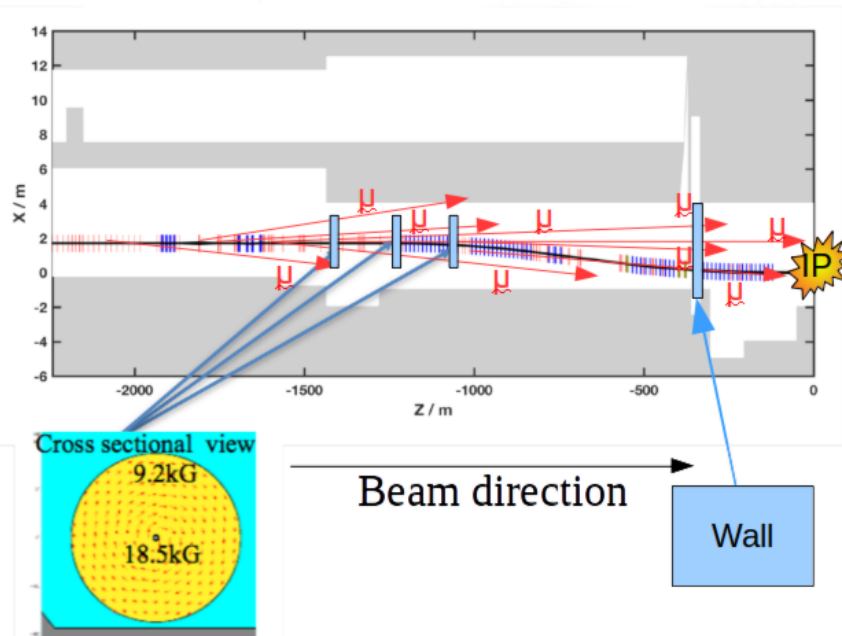 14
12
10
8
6
4
2
0
-2
-4
-6
X / m
μ
μ
μ
μ
μ
μ
μ
μ
μ
IP
-2000
-1500
-1000
-500
0
Z / m
Cross sectional view
9.2kG
18.5kG
Beam direction
Wall